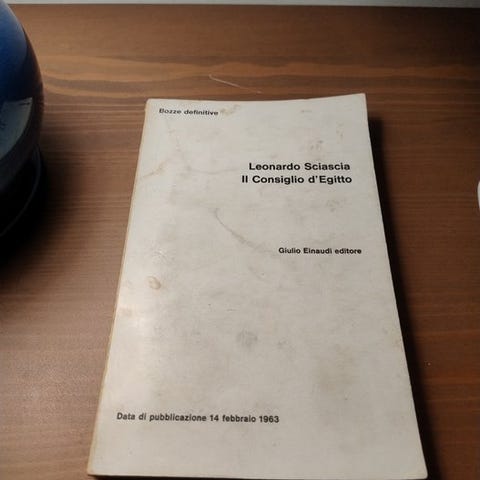 Bozze definitive
Leonardo Sciascia
Il Consiglio d'Egitto
Giulio Einaudi editore
Data di pubblicazione 14 febbraio 1963